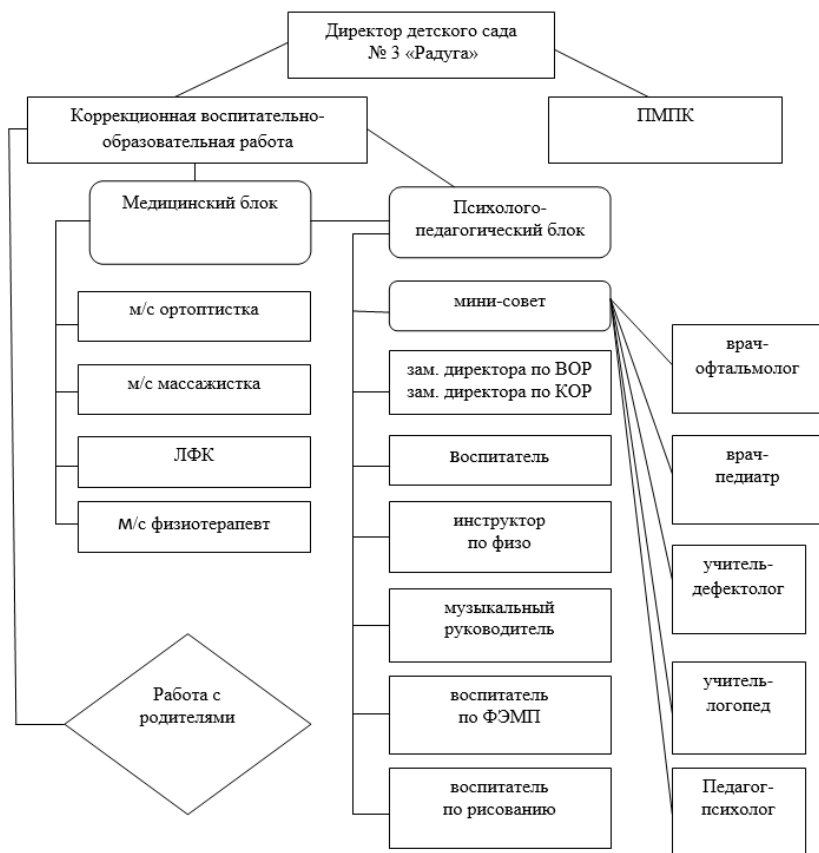 Директор детского сада
№ 3 «Радуга»
Коррекционная воспитательно-
образовательная работа
ПМПК
Медицинский блок
Психолого-
педагогический блок
м/с ортоптистка
м/с массажистка
ЛФК
м/с физиотерапевт
Работа с
родителями
мини-совет
зам. директора по ВОР
зам. директора по КОР
воспитатель
инструктор
по физо
музыкальный
руководитель
воспитатель
по ФЭМП
воспитатель
по рисованию
врач-
офтальмолог
врач-
педиатр
учитель-
дефектолог
учитель-
логопед
Педагог-
психолог